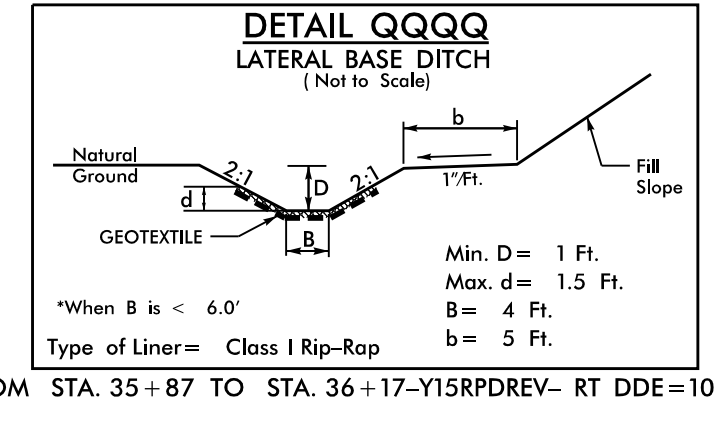 DETAIL QQQQ
LATERAL BASE DITCH
( Not to Scale)
b
Natural
Ground
2:1
D
2:1
1"/Ft.
Fill
Slope
d
GEOTEXTILE
B
Min. D = 1 Ft.
Max. d = 1.5 Ft.
*When B is < 6.0'
B = 4 Ft.
b = 5 Ft.
Type of Liner = Class I Rip-Rap
STA. 35+87 TO STA. 36+17-Y15RPDREV- RT DDE=10